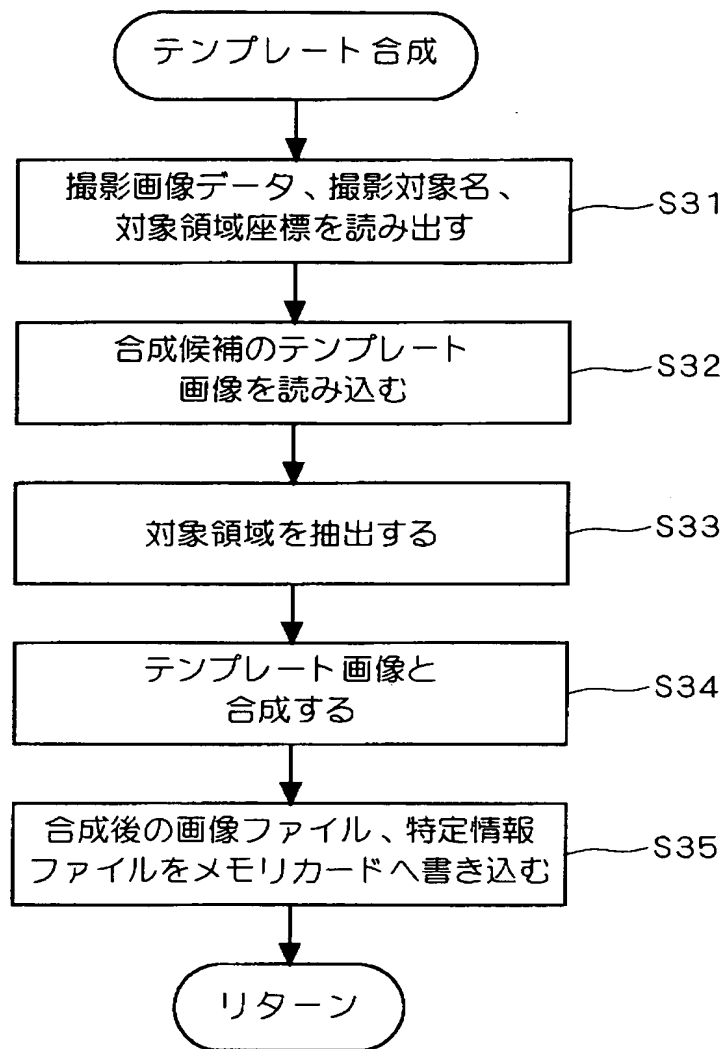 テンプレート合成
撮影画像データ、撮影対象名、
対象領域座標を読み出す
S31
合成候補のテンプレート
画像を読み込む
S32
対象領域を抽出する
S33
テンプレート画像と
合成する
S34
合成後の画像ファイル、特定情報
ファイルをメモリカードへ書き込む
S35
リターン